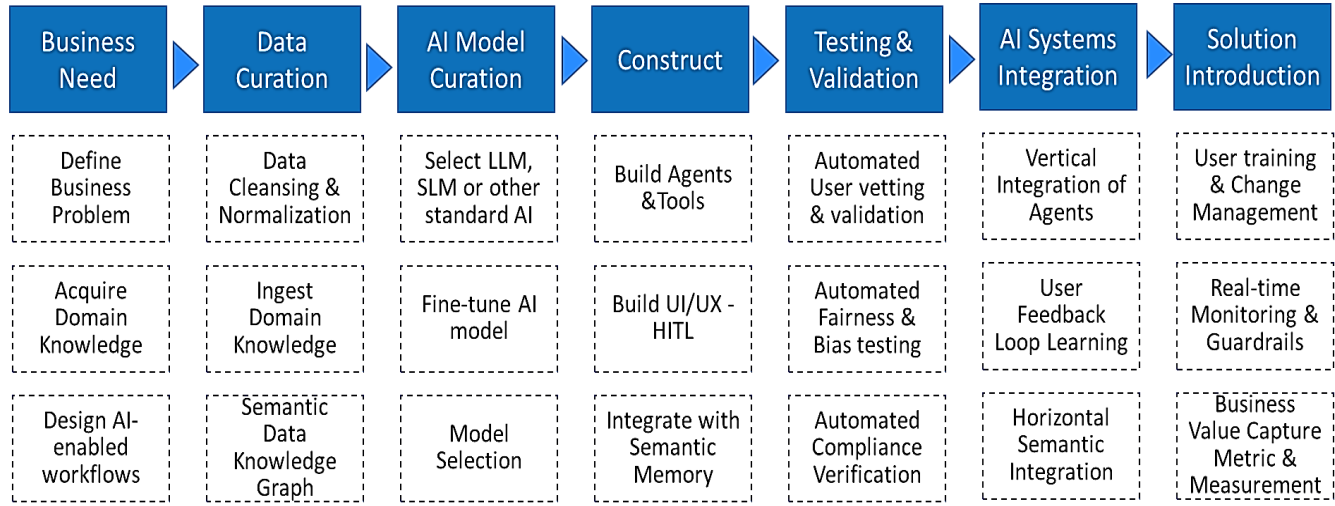 Business
Need
Data
Curation
AI Model
Curation
Construct
Testing &
Validation
AI Systems
Integration
Solution
Introduction
Define
Business
Problem
Data
Cleansing &
Normalization
Select LLM,
SLM or other
standard AI
Build Agents
&Tools
Automated
User vetting
& validation
Vertical
Integration of
Agents
User training
& Change
Management
Acquire
Domain
Knowledge
Ingest
Domain
Knowledge
Fine-tune AI
model
Build UI/UX -
HITL
Automated
Fairness &
Bias testing
User
Feedback
Loop Learning
Real-time
Monitoring &
Guardrails
Design AI-
enabled
workflows
Semantic
Data
Knowledge
Graph
Model
Selection
Integrate with
Semantic
Memory
Automated
Compliance
Verification
Horizontal
Semantic
Integration
Business
Value Capture
Metric &
Measurement